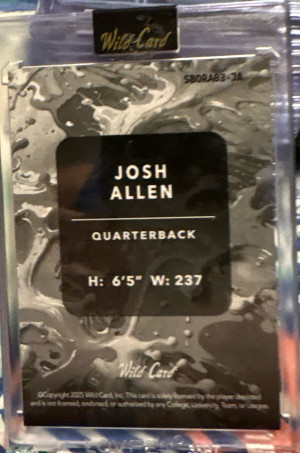 Wild Card
SBORAB3-JA
JOSH
ALLEN
QUARTERBACK
H: 6'5" W: 237
Wild Card
©Copyright 2025 Wild Card, Inc. This card is solely licensed by the player depicted
and is not licensed, endorsed, or authorized by any College, University, Team, or League.